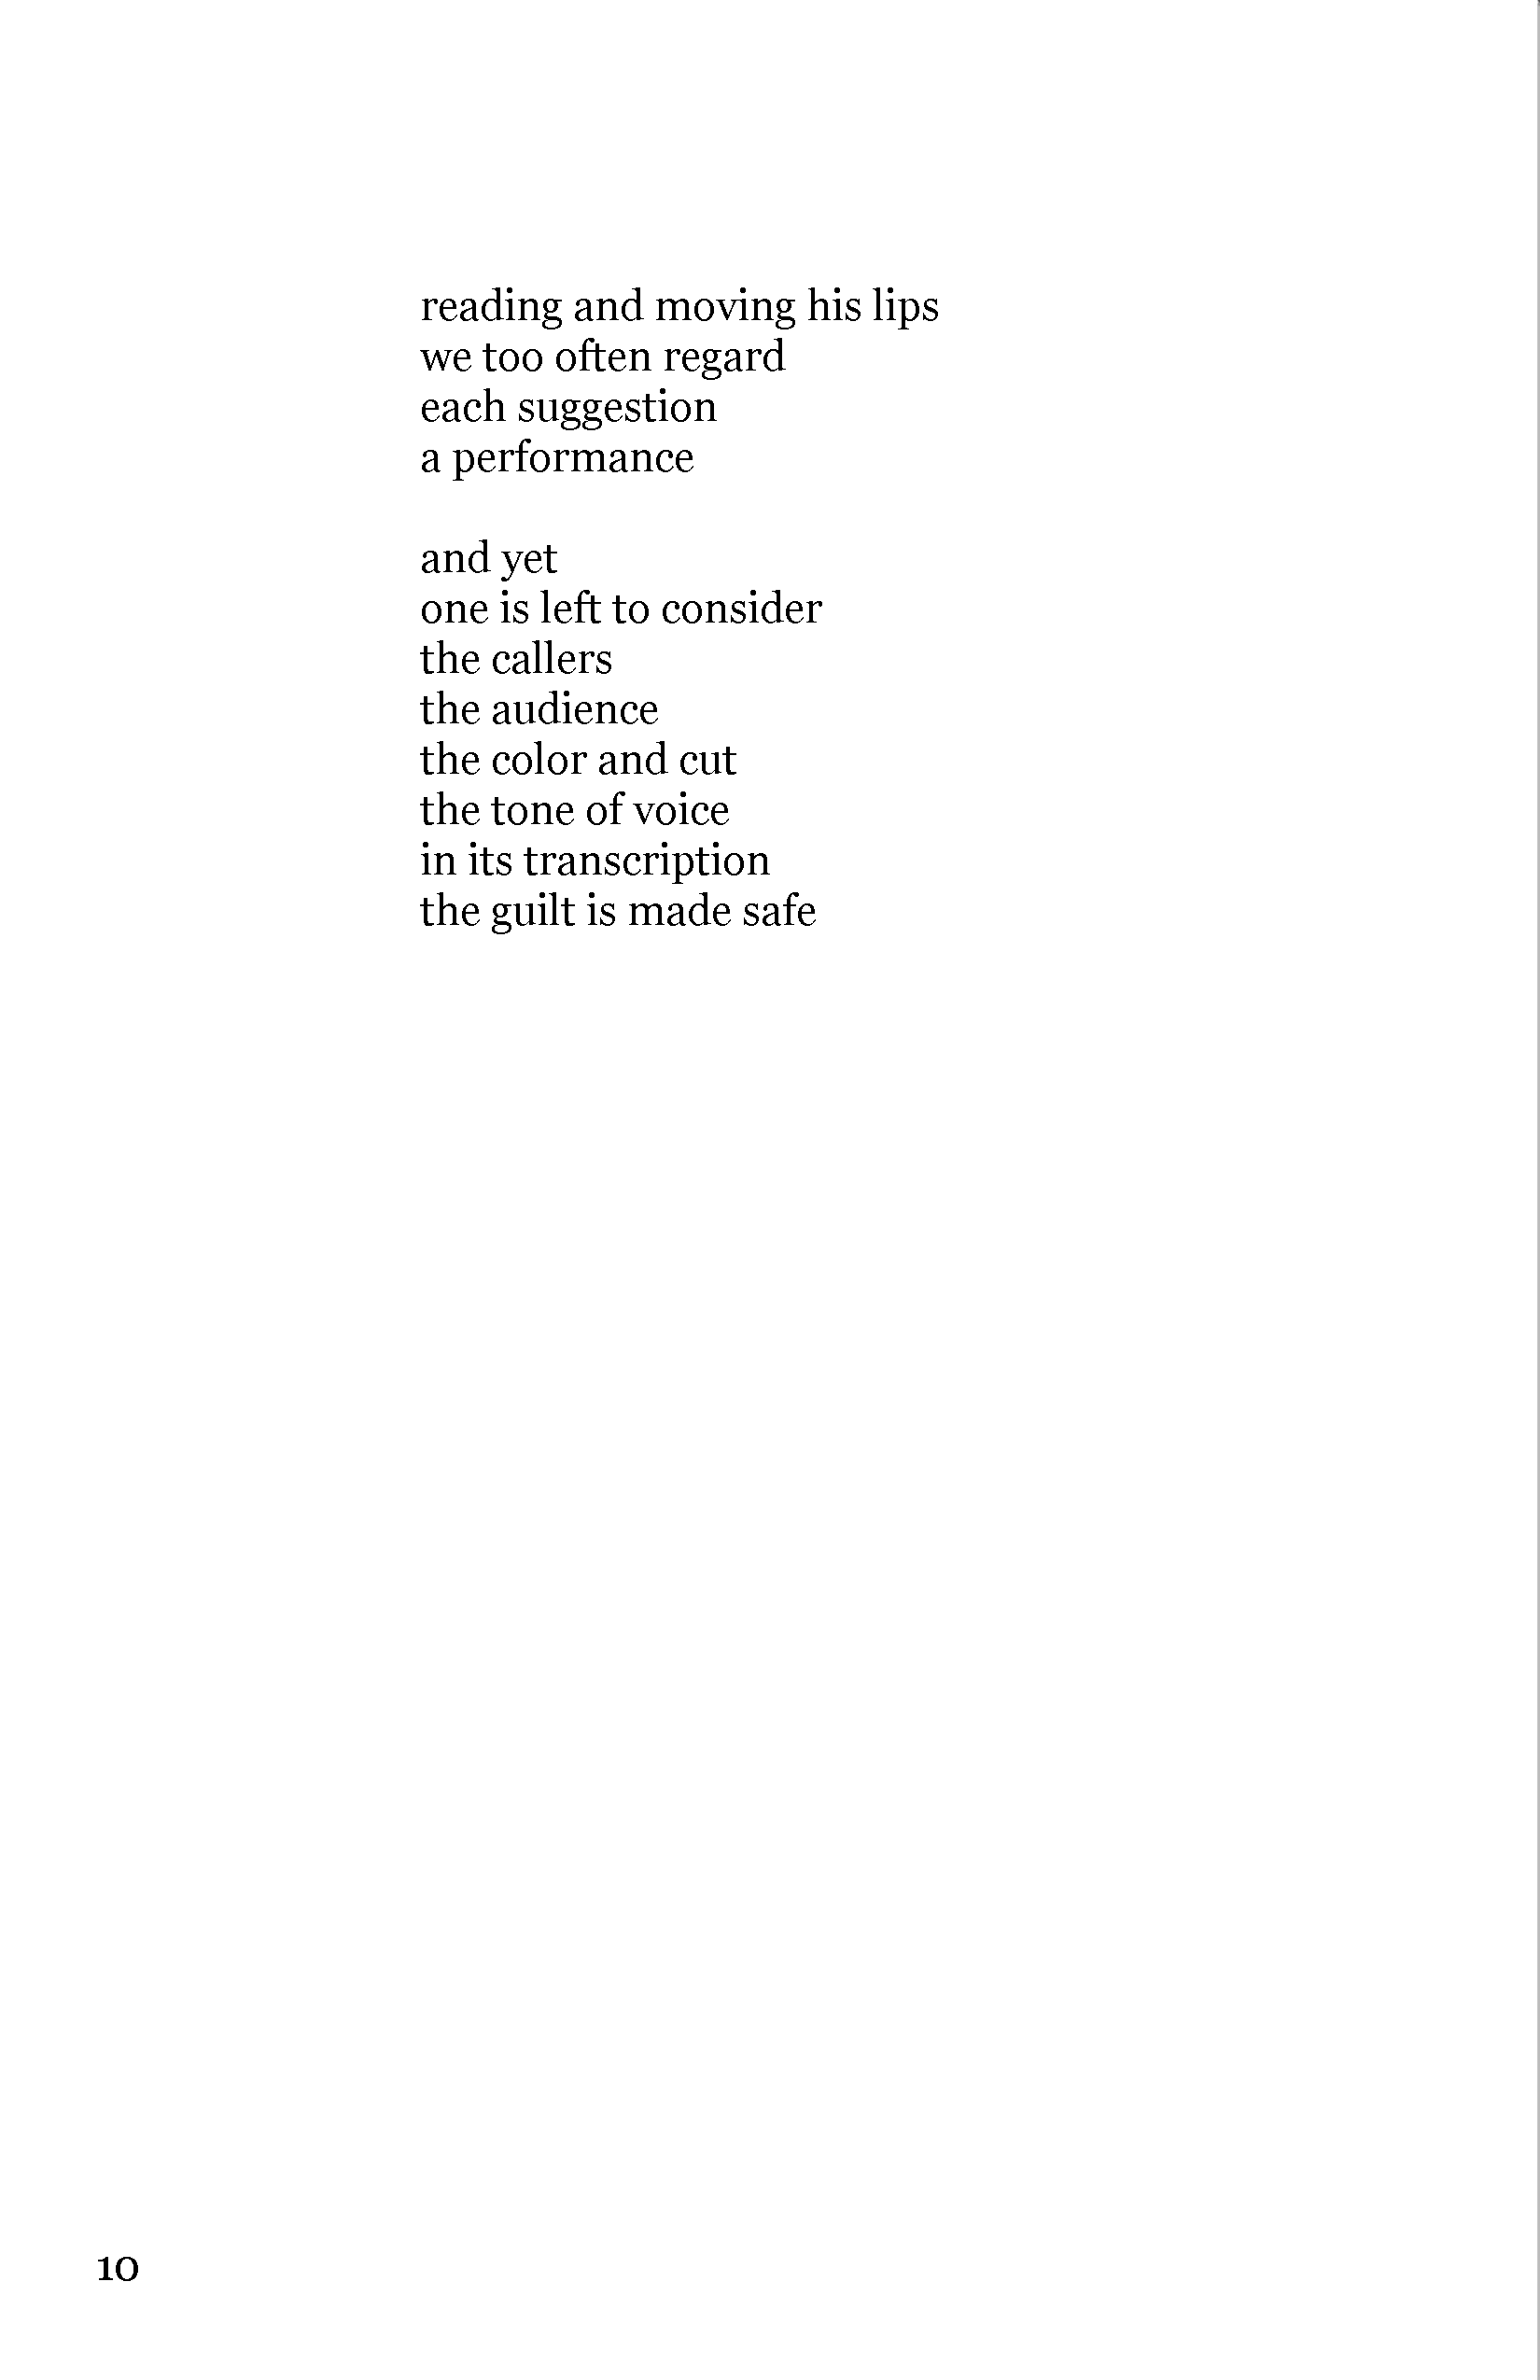 reading and moving his lips
we too often regard
each suggestion
a performance

and yet
one is left to consider
the callers
the audience
the color and cut
the tone of voice
in its transcription
the guilt is made safe

10